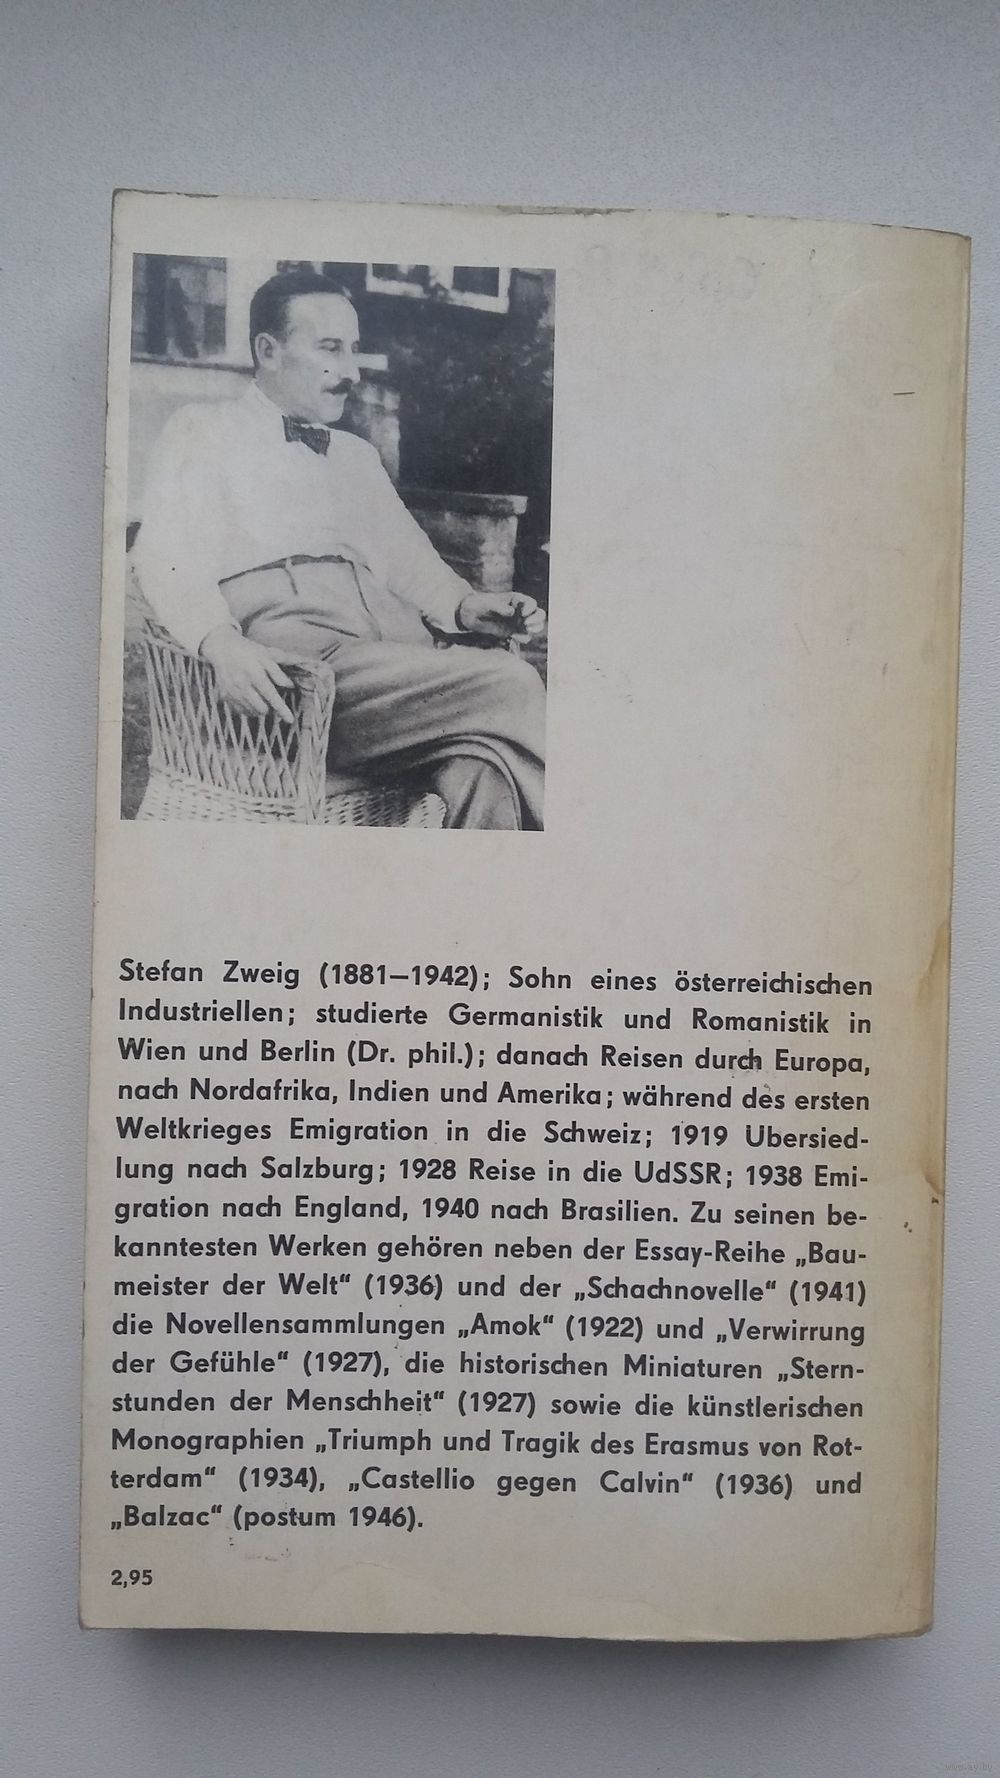 Stefan Zweig (1881—1942); Sohn eines österreichischen
Industriellen; studierte Germanistik und Romanistik in
Wien und Berlin (Dr. phil.); danach Reisen durch Europa,
nach Nordafrika, Indien und Amerika; während des ersten
Weltkrieges Emigration in die Schweiz; 1919 Übersied-
lung nach Salzburg; 1928 Reise in die UdSSR; 1938 Emi-
gration nach England, 1940 nach Brasilien. Zu seinen be-
kanntesten Werken gehören neben der Essay-Reihe „Bau-
meister der Welt“ (1936) und der „Schachnovelle“ (1941)
die Novellensammlungen „Amok“ (1922) und „Verwirrung
der Gefühle“ (1927), die historischen Miniaturen „Stern-
stunden der Menschheit“ (1927) sowie die künstlerischen
Monographien „Triumph und Tragik des Erasmus von Rot-
terdam“ (1934), „Castellio gegen Calvin“ (1936) und
„Balzac“ (postum 1946).
2,95